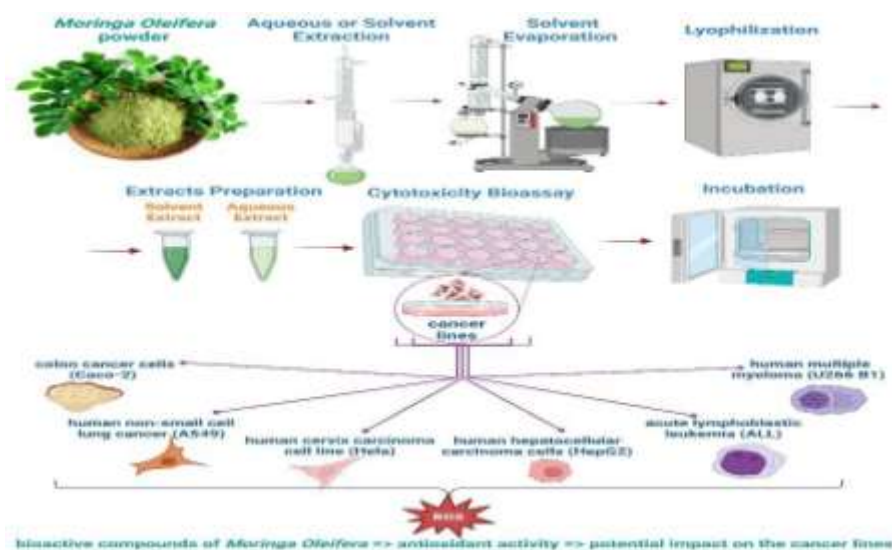 Moringa Oleifera
powder
Aqueous or Solvent
Extraction
Solvent
Evaporation
Lyophilization
Extracts Preparation
Solvent
Extract
Aqueous
Extract
Cytotoxicity Bioassay
Incubation
cancer
lines
colon cancer cells
(Caco-2)
human non-small cell
lung cancer (A549)
human cervix carcinoma
cell line (Hela)
human hepatocellular
carcinoma cells (HepG2)
acute lymphoblastic
leukemia (ALL)
human multiple
myeloma (U266 B1)
ROS
bioactive compounds of Moringa Oleifera => antioxidant activity => potential impact on the cancer lines